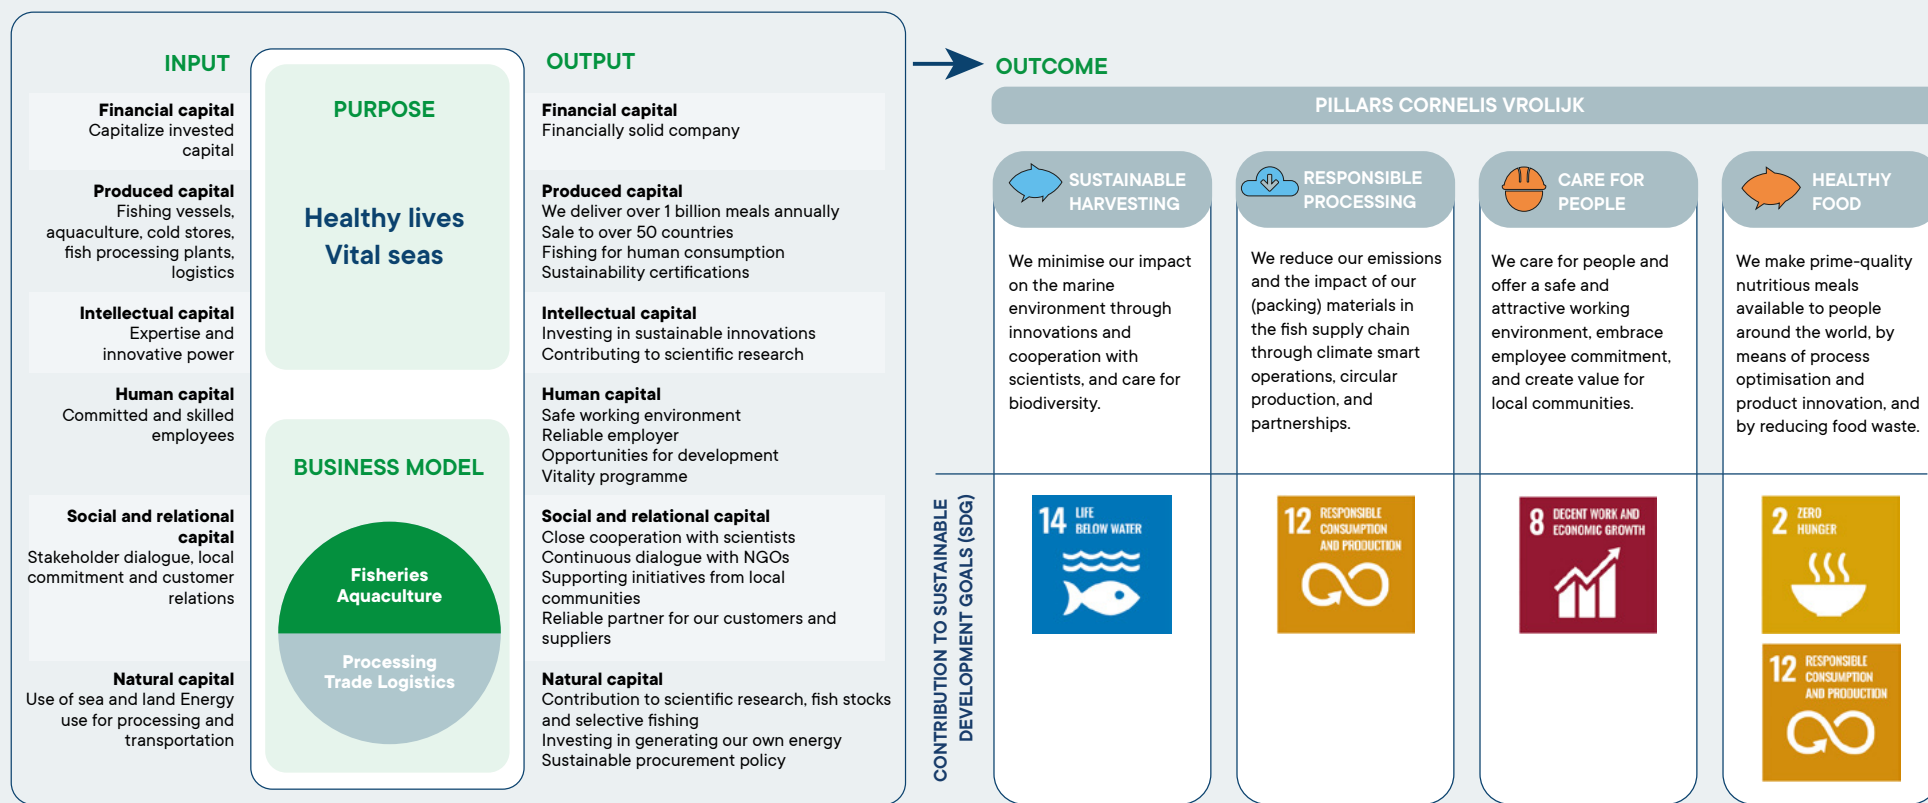 INPUT
Financial capital
Capitalize invested
capital
Produced capital
Fishing vessels,
aquaculture, cold stores,
fish processing plants,
logistics
Intellectual capital
Expertise and
innovative power
Human capital
Committed and skilled
employees
Social and relational
capital
Stakeholder dialogue, local
commitment and customer
relations
Natural capital
Use of sea and land Energy
use for processing and
transportation
PURPOSE
Healthy lives
Vital seas
BUSINESS MODEL
Fisheries
Aquaculture
Processing
Trade Logistics
OUTPUT
Financial capital
Financially solid company
Produced capital
We deliver over 1 billion meals annually
Sale to over 50 countries
Fishing for human consumption
Sustainability certifications
Intellectual capital
Investing in sustainable innovations
Contributing to scientific research
Human capital
Safe working environment
Reliable employer
Opportunities for development
Vitality programme
Social and relational capital
Close cooperation with scientists
Continuous dialogue with NGOs
Supporting initiatives from local
communities
Reliable partner for our customers and
suppliers
Natural capital
Contribution to scientific research, fish stocks
and selective fishing
Investing in generating our own energy
Sustainable procurement policy
OUTCOME
PILLARS CORNELIS VROLIJK
SUSTAINABLE
HARVESTING
We minimise our impact
on the marine
environment through
innovations and
cooperation with
scientists, and care for
biodiversity.
RESPONSIBLE
PROCESSING
We reduce our emissions
and the impact of our
(packing) materials in
the fish supply chain
through climate smart
operations, circular
production, and
partnerships.
CARE FOR
PEOPLE
We care for people and
offer a safe and
attractive working
environment, embrace
employee commitment,
and create value for
local communities.
HEALTHY
FOOD
We make prime-quality
nutritious meals
available to people
around the world, by
means of process
optimisation and
product innovation, and
by reducing food waste.
CONTRIBUTION TO SUSTAINABLE
DEVELOPMENT GOALS (SDG)
14 LIFE
BELOW WATER
12 RESPONSIBLE
CONSUMPTION
AND PRODUCTION
8 DECENT WORK AND
ECONOMIC GROWTH
2 ZERO
HUNGER
12 RESPONSIBLE
CONSUMPTION
AND PRODUCTION